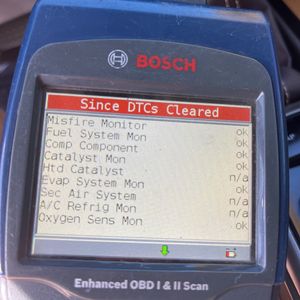 BOSCH
Since DTCs Cleared
Misfire Monitor ok
Fuel System Mon ok
Comp Component ok
Catalyst Mon ok
Htd Catalyst n/a
Evap System Mon ok
Sec Air System n/a
A/C Refrig Mon n/a
Oxygen Sens Mon ok
Enhanced OBD I & II Scan